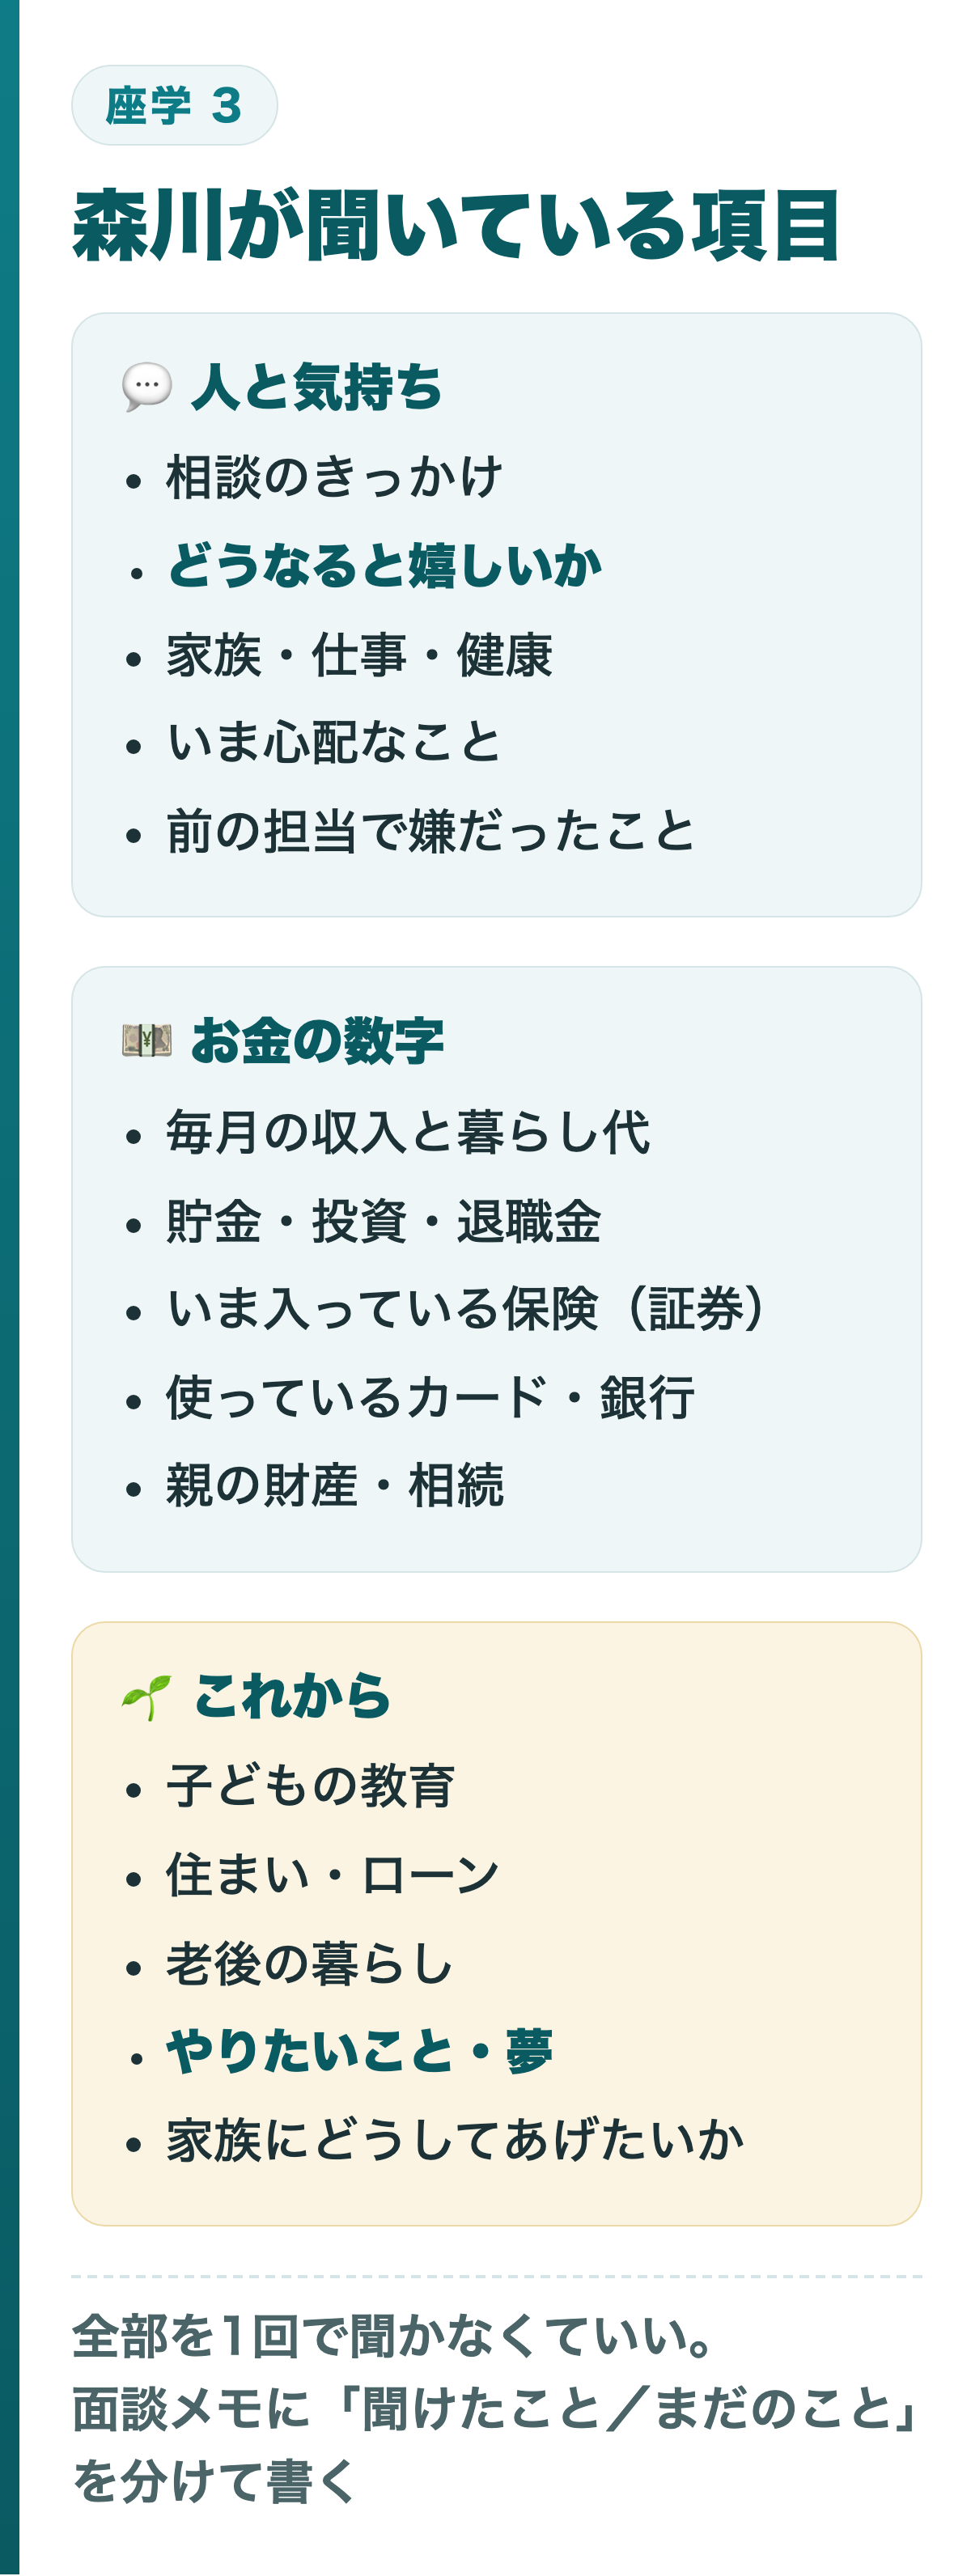 座学 3
森川が聞いている項目
💬 人と気持ち
• 相談のきっかけ
• どうなると嬉しいか
• 家族・仕事・健康
• いま心配なこと
• 前の担当で嫌だったこと
💴 お金の数字
• 毎月の収入と暮らし代
• 貯金・投資・退職金
• いま入っている保険（証券）
• 使っているカード・銀行
• 親の財産・相続
🌱 これから
• 子どもの教育
• 住まい・ローン
• 老後の暮らし
• やりたいこと・夢
• 家族にどうしてあげたいか
全部を1回で聞かなくていい。
面談メモに「聞けたこと／まだのこと」
を分けて書く